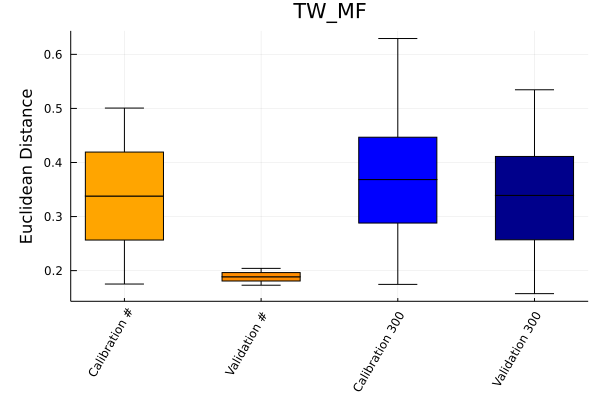 TW_MF
Euclidean Distance
0.6
0.5
0.4
0.3
0.2
Calibration #
Validation #
Calibration 300
Validation 300